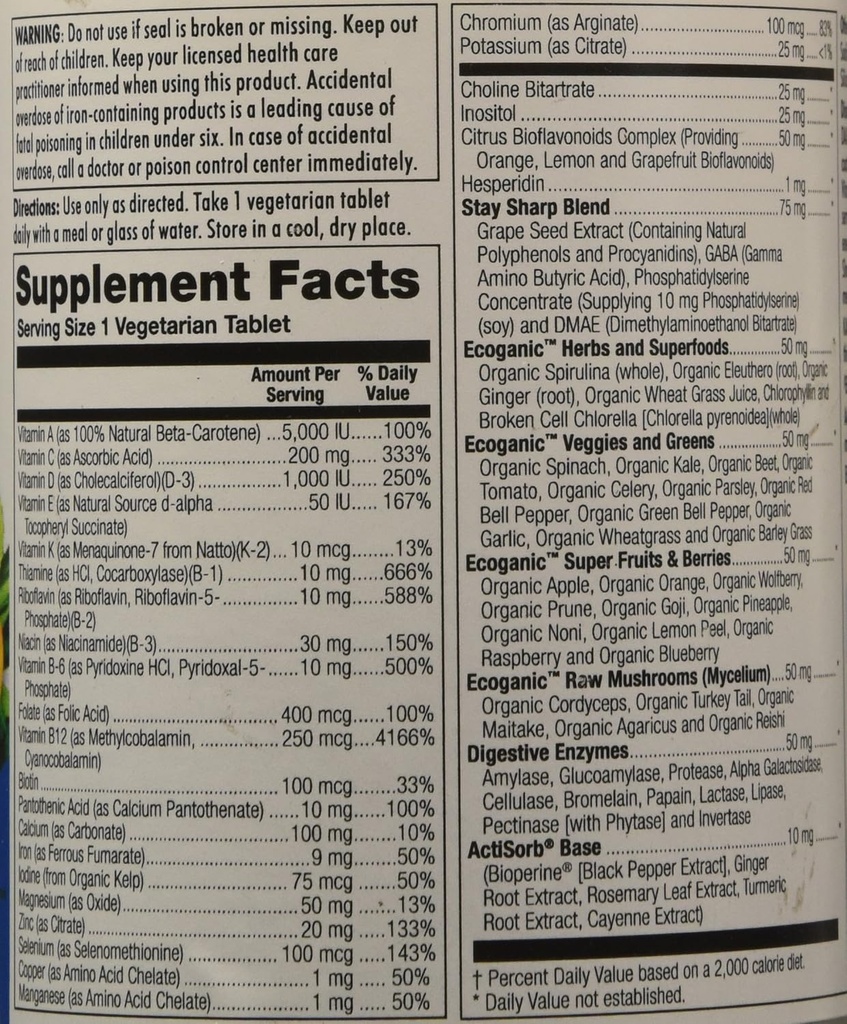 WARNING: Do not use if seal is broken or missing. Keep out
of reach of children. Keep your licensed health care
practitioner informed when using this product. Accidental
overdose of iron-containing products is a leading cause of
fatal poisoning in children under six. In case of accidental
overdose, call a doctor or poison control center immediately.
Directions: Use only as directed. Take 1 vegetarian tablet
daily with a meal or glass of water. Store in a cool, dry place.
Supplement Facts
Serving Size 1 Vegetarian Tablet
Amount Per % Daily
Serving Value
Vitamin A (as 100% Natural Beta-Carotene) ...5,000 IU......100%
Vitamin C (as Ascorbic Acid) ......................200 mg.....333%
Vitamin D (as Cholecalciferol)(D-3)..............1,000 IU..... 250%
Vitamin E (as Natural Source d-alpha ..............50 IU..... 167%
Tocopheryl Succinate)
Vitamin K (as Menaquinone-7 from Natto)(K-2)... 10 mcg........13%
Thiamine (as HCl, Cocarboxylase)(B-1) .............10 mg......666%
Riboflavin (as Riboflavin, Riboflavin-5-..............10 mg......588%
Phosphate)(B-2)
Niacin (as Niacinamide)(B-3)..........................30 mg......150%
Vitamin B-6 (as Pyridoxine HCl, Pyridoxal-5-......10 mg......500%
Phosphate)
Folate (as Folic Acid) ..............................400 mcg......100%
Vitamin B12 (as Methylcobalamin, ...............250 mcg....4166%
Cyanocobalamin)
Biotin .............................................100 mcg........33%
Pantothenic Acid (as Calcium Pantothenate) ......10 mg......100%
Calcium (as Carbonate) .............................100 mg.......10%
Iron (as Ferrous Fumarate)............................9 mg.......50%
Iodine (from Organic Kelp) .........................75 mcg .......50%
Magnesium (as Oxide)..............................50 mg .......13%
Zinc (as Citrate) ....................................20 mg .....133%
Selenium (as Selenomethionine) ..................100 mcg .....143%
Copper (as Amino Acid Chelate) .....................1 mg ..... 50%
Manganese (as Amino Acid Chelate)..................1 mg ..... 50%
Chromium (as Arginate)..............................100 mcg .... 83%
Potassium (as Citrate) ...............................25 mg ....<1%
Choline Bitartrate ....................................25 mg.......*
Inositol ................................................25 mg.......*
Citrus Bioflavonoids Complex (Providing .........50 mg.......*
Orange, Lemon and Grapefruit Bioflavonoids)
Hesperidin .............................................1 mg.......*
Stay Sharp Blend ....................................75 mg.......*
Grape Seed Extract (Containing Natural
Polyphenols and Procyanidins), GABA (Gamma
Amino Butyric Acid), Phosphatidylserine
Concentrate (Supplying 10 mg Phosphatidylserine)
(soy) and DMAE (Dimethylaminoethanol Bitartrate)
Ecoganic™ Herbs and Superfoods..............50 mg.......*
Organic Spirulina (whole), Organic Eleuthero (root), Organic
Ginger (root), Organic Wheat Grass Juice, Chlorophyllin and
Broken Cell Chlorella [Chlorella pyrenoidea](whole)
Ecoganic™ Veggies and Greens ................50 mg.......*
Organic Spinach, Organic Kale, Organic Beet, Organic
Tomato, Organic Celery, Organic Parsley, Organic Red
Bell Pepper, Organic Green Bell Pepper, Organic
Garlic, Organic Wheatgrass and Organic Barley Grass
Ecoganic™ Super Fruits & Berries..............50 mg.......*
Organic Apple, Organic Orange, Organic Wolfberry,
Organic Prune, Organic Goji, Organic Pineapple,
Organic Noni, Organic Lemon Peel, Organic
Raspberry and Organic Blueberry
Ecoganic™ Raw Mushrooms (Mycelium)....50 mg.......*
Organic Cordyceps, Organic Turkey Tail, Organic
Maitake, Organic Agaricus and Organic Reishi
Digestive Enzymes...................................50 mg.......*
Amylase, Glucoamylase, Protease, Alpha Galactosidase,
Cellulase, Bromelain, Papain, Lactase, Lipase,
Pectinase [with Phytase] and Invertase
ActiSorb® Base .......................................10 mg.......*
(Bioperine® [Black Pepper Extract], Ginger
Root Extract, Rosemary Leaf Extract, Turmeric
Root Extract, Cayenne Extract)
† Percent Daily Value based on a 2,000 calorie diet.
* Daily Value not established.